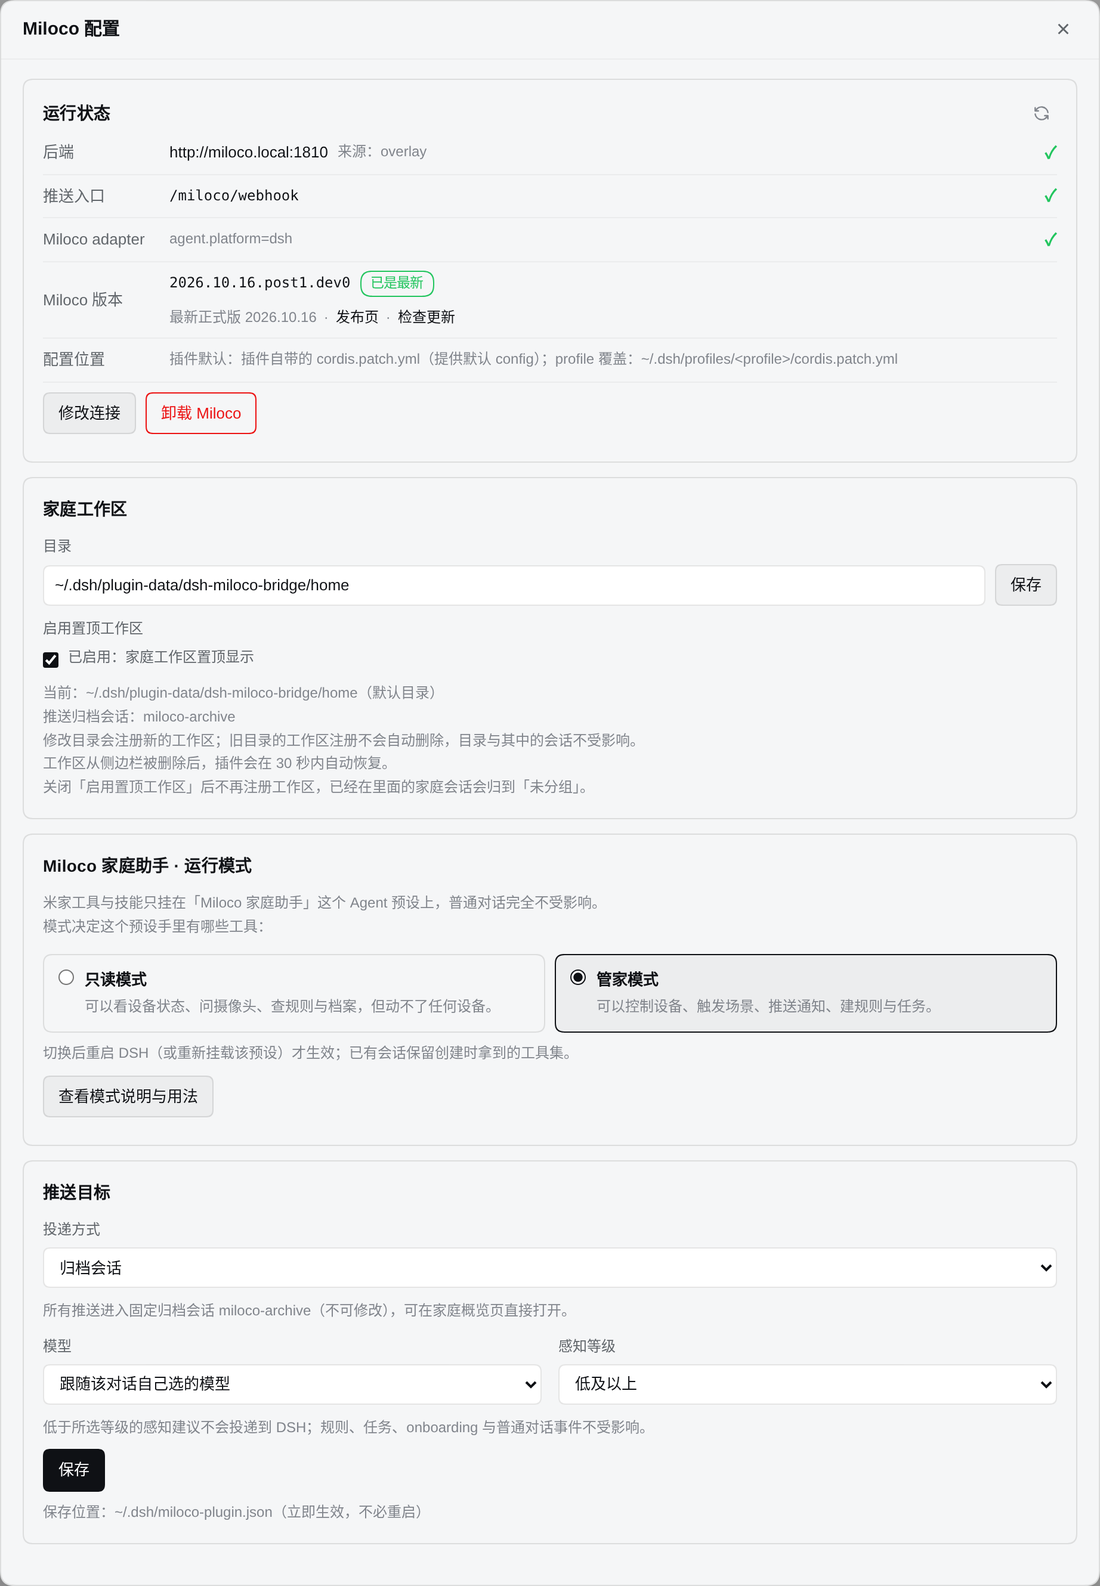 Miloco 配置
运行状态
后端 http://miloco.local:1810 来源：overlay
推送入口 /miloco/webhook
Miloco adapter agent.platform=dsh
Miloco 版本 2026.10.16.post1.dev0 已是最新
最新正式版 2026.10.16 · 发布页 · 检查更新
配置位置 插件默认：插件自带的 cordis.patch.yml（提供默认 config）；profile 覆盖：~/.dsh/profiles/<profile>/cordis.patch.yml
修改连接 卸载 Miloco
家庭工作区
目录
~/.dsh/plugin-data/dsh-miloco-bridge/home 保存
启用置顶工作区
已启用：家庭工作区置顶显示
当前：~/.dsh/plugin-data/dsh-miloco-bridge/home（默认目录）
推送归档会话：miloco-archive
修改目录会注册新的工作区；旧目录的工作区注册不会自动删除，目录与其中的会话不受影响。
工作区从侧边栏被删除后，插件会在 30 秒内自动恢复。
关闭「启用置顶工作区」后不再注册工作区，已经在里面的家庭会话会归到「未分组」。
Miloco 家庭助手 · 运行模式
米家工具与技能只挂在「Miloco 家庭助手」这个 Agent 预设上，普通对话完全不受影响。
模式决定这个预设手里有哪些工具：
只读模式
可以看设备状态、问摄像头、查规则与档案，但动不了任何设备。
管家模式
可以控制设备、触发场景、推送通知、建规则与任务。
切换后重启 DSH（或重新挂载该预设）才生效；已有会话保留创建时拿到的工具集。
查看模式说明与用法
推送目标
投递方式
归档会话
所有推送进入固定归档会话 miloco-archive（不可修改），可在家庭概览页直接打开。
模型 感知等级
跟随该对话自己选的模型 低及以上
低于所选等级的感知建议不会投递到 DSH；规则、任务、onboarding 与普通对话事件不受影响。
保存
保存位置：~/.dsh/miloco-plugin.json（立即生效，不必重启）